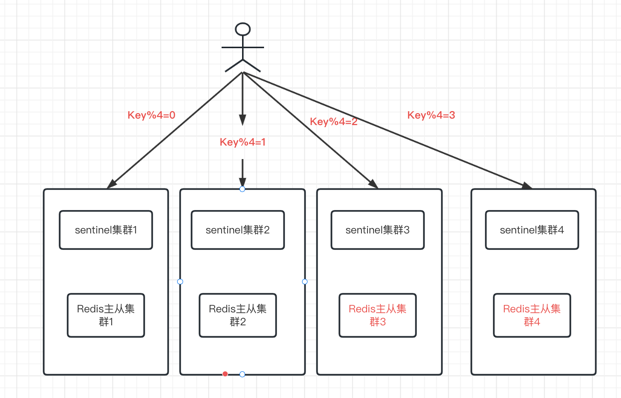 Key%4=0
Key%4=1
Key%4=2
Key%4=3
sentinel集群1
sentinel集群2
sentinel集群3
sentinel集群4
Redis主从集
群1
Redis主从集
群2
Redis主从集
群3
Redis主从集
群4